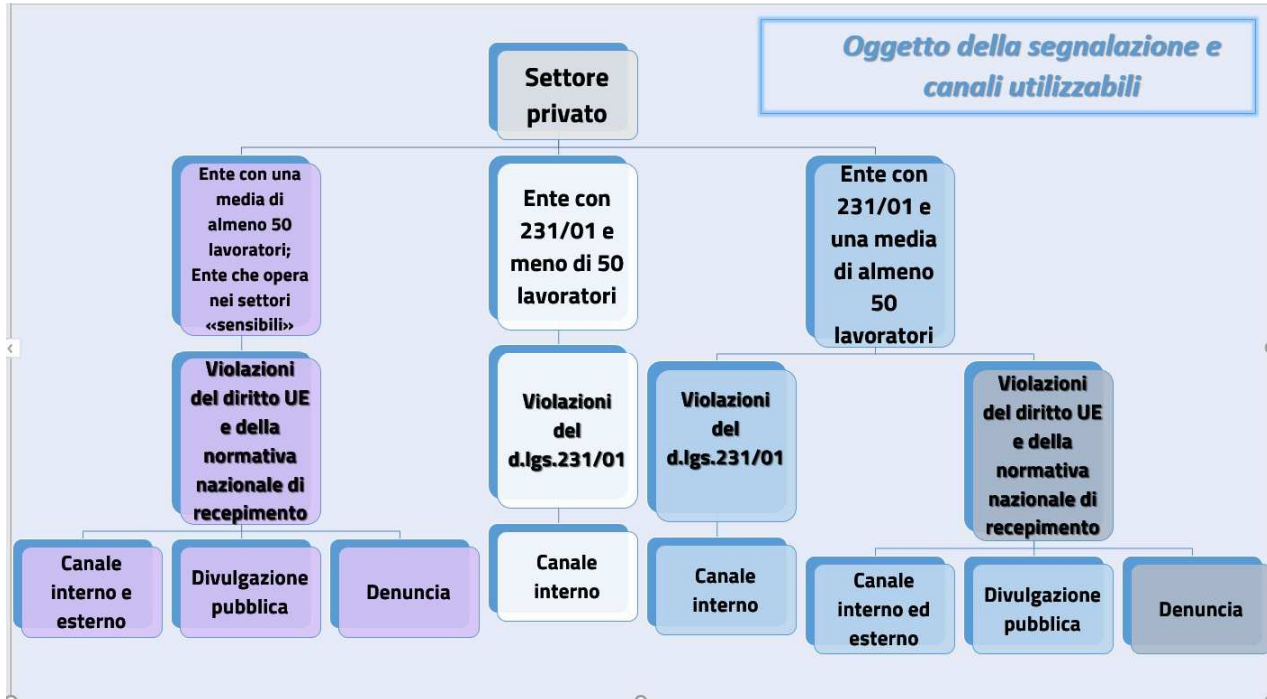 Oggetto della segnalazione e
canali utilizzabili
Settore
privato
Ente con una
media di
almeno 50
lavoratori;
Ente che opera
nei settori
«sensibili»
Violazioni
del diritto UE
e della
normativa
nazionale di
recepimento
Canale
interno e
esterno
Divulgazione
pubblica
Denuncia
Ente con
231/01 e
meno di 50
lavoratori
Violazioni
del
d.lgs.231/01
Canale
interno
Ente con
231/01 e
una media
di almeno
50
lavoratori
Violazioni
del
d.lgs.231/01
Canale
interno
Violazioni
del diritto UE
e della
normativa
nazionale di
recepimento
Canale
interno ed
esterno
Divulgazione
pubblica
Denuncia